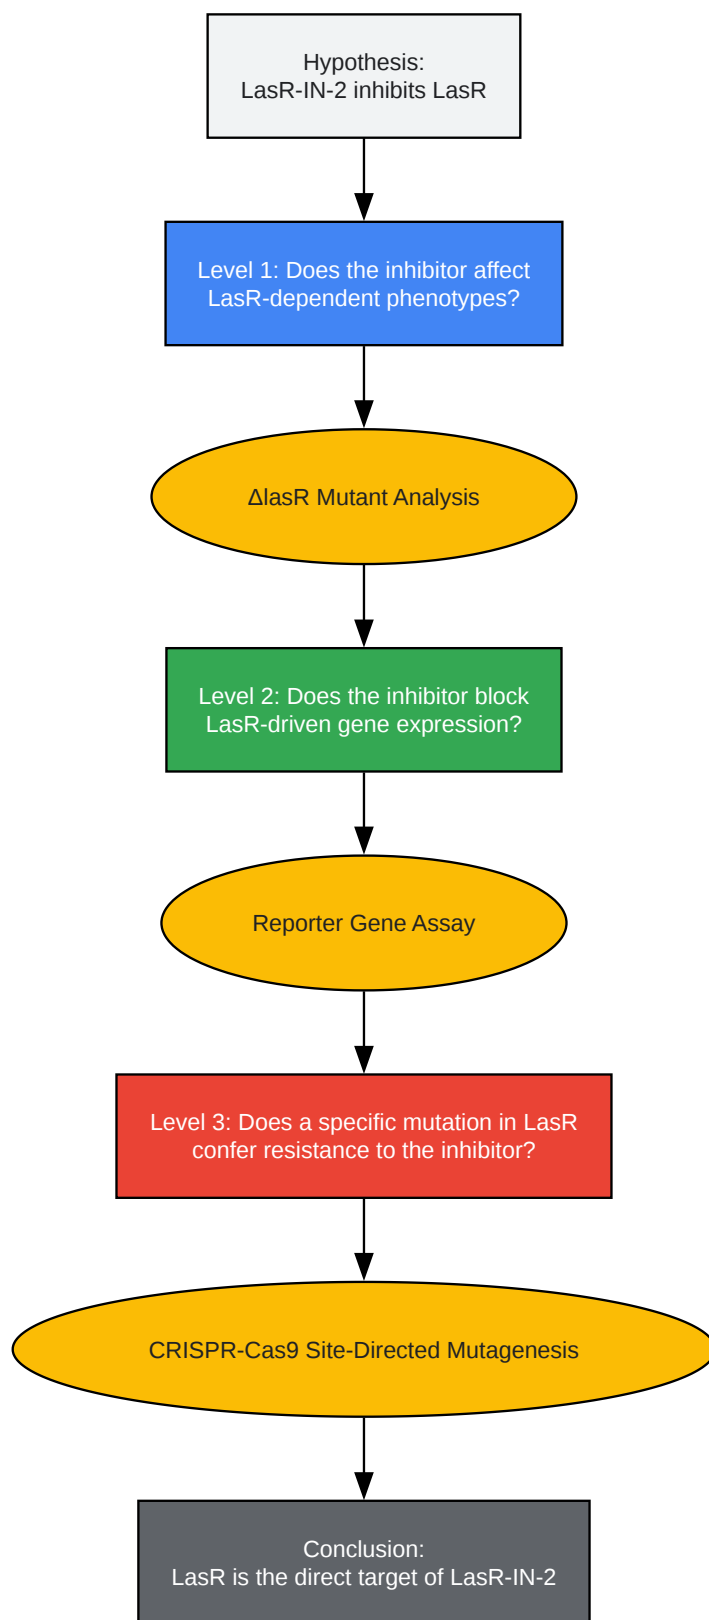 Hypothesis:
LasR-IN-2 inhibits LasR
Level 1: Does the inhibitor affect
LasR-dependent phenotypes?
ΔlasR Mutant Analysis
Level 2: Does the inhibitor block
LasR-driven gene expression?
Reporter Gene Assay
Level 3: Does a specific mutation in LasR
confer resistance to the inhibitor?
CRISPR-Cas9 Site-Directed Mutagenesis
Conclusion:
LasR is the direct target of LasR-IN-2